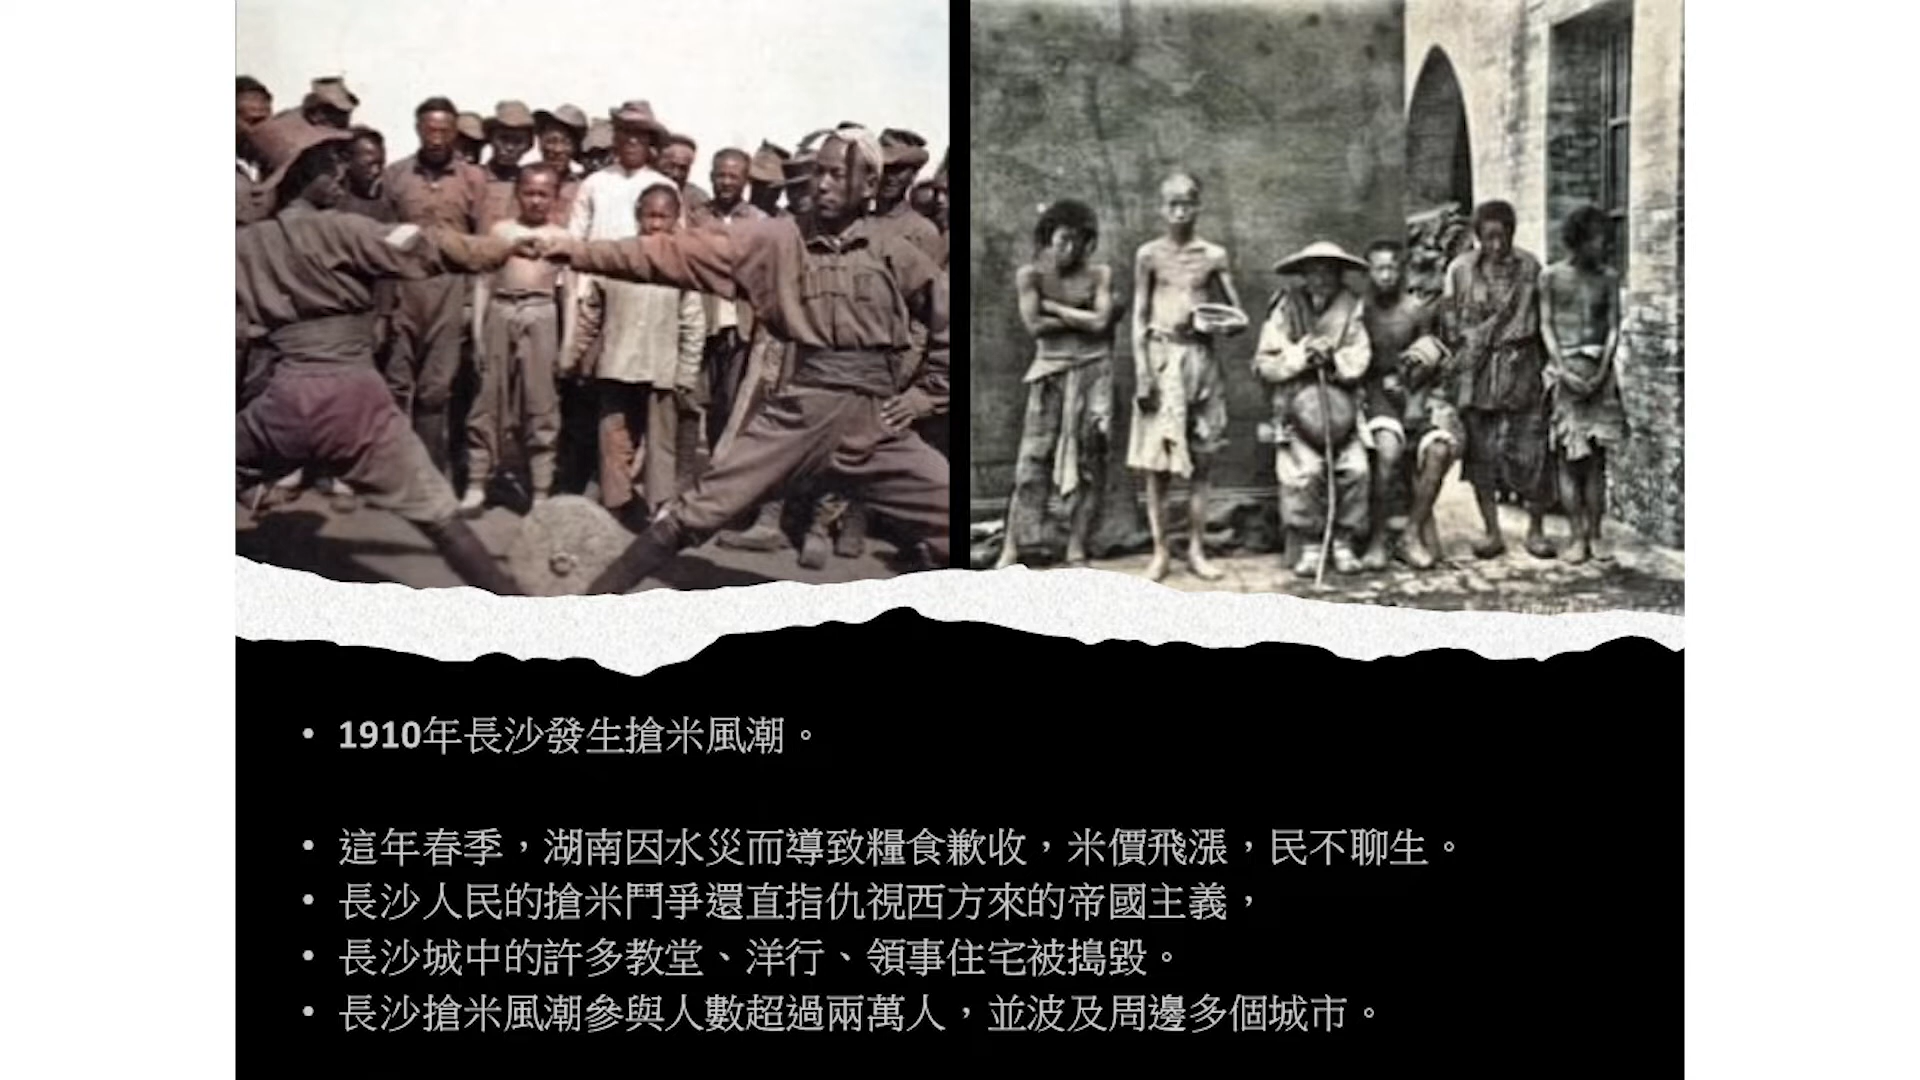 • 1910年長沙發生搶米風潮。
• 這年春季，湖南因水災而導致糧食歉收，米價飛漲，民不聊生。
• 長沙人民的搶米鬥爭還直指仇視西方來的帝國主義，
• 長沙城中的許多教堂、洋行、領事住宅被搗毀。
• 長沙搶米風潮參與人數超過兩萬人，並波及周邊多個城市。